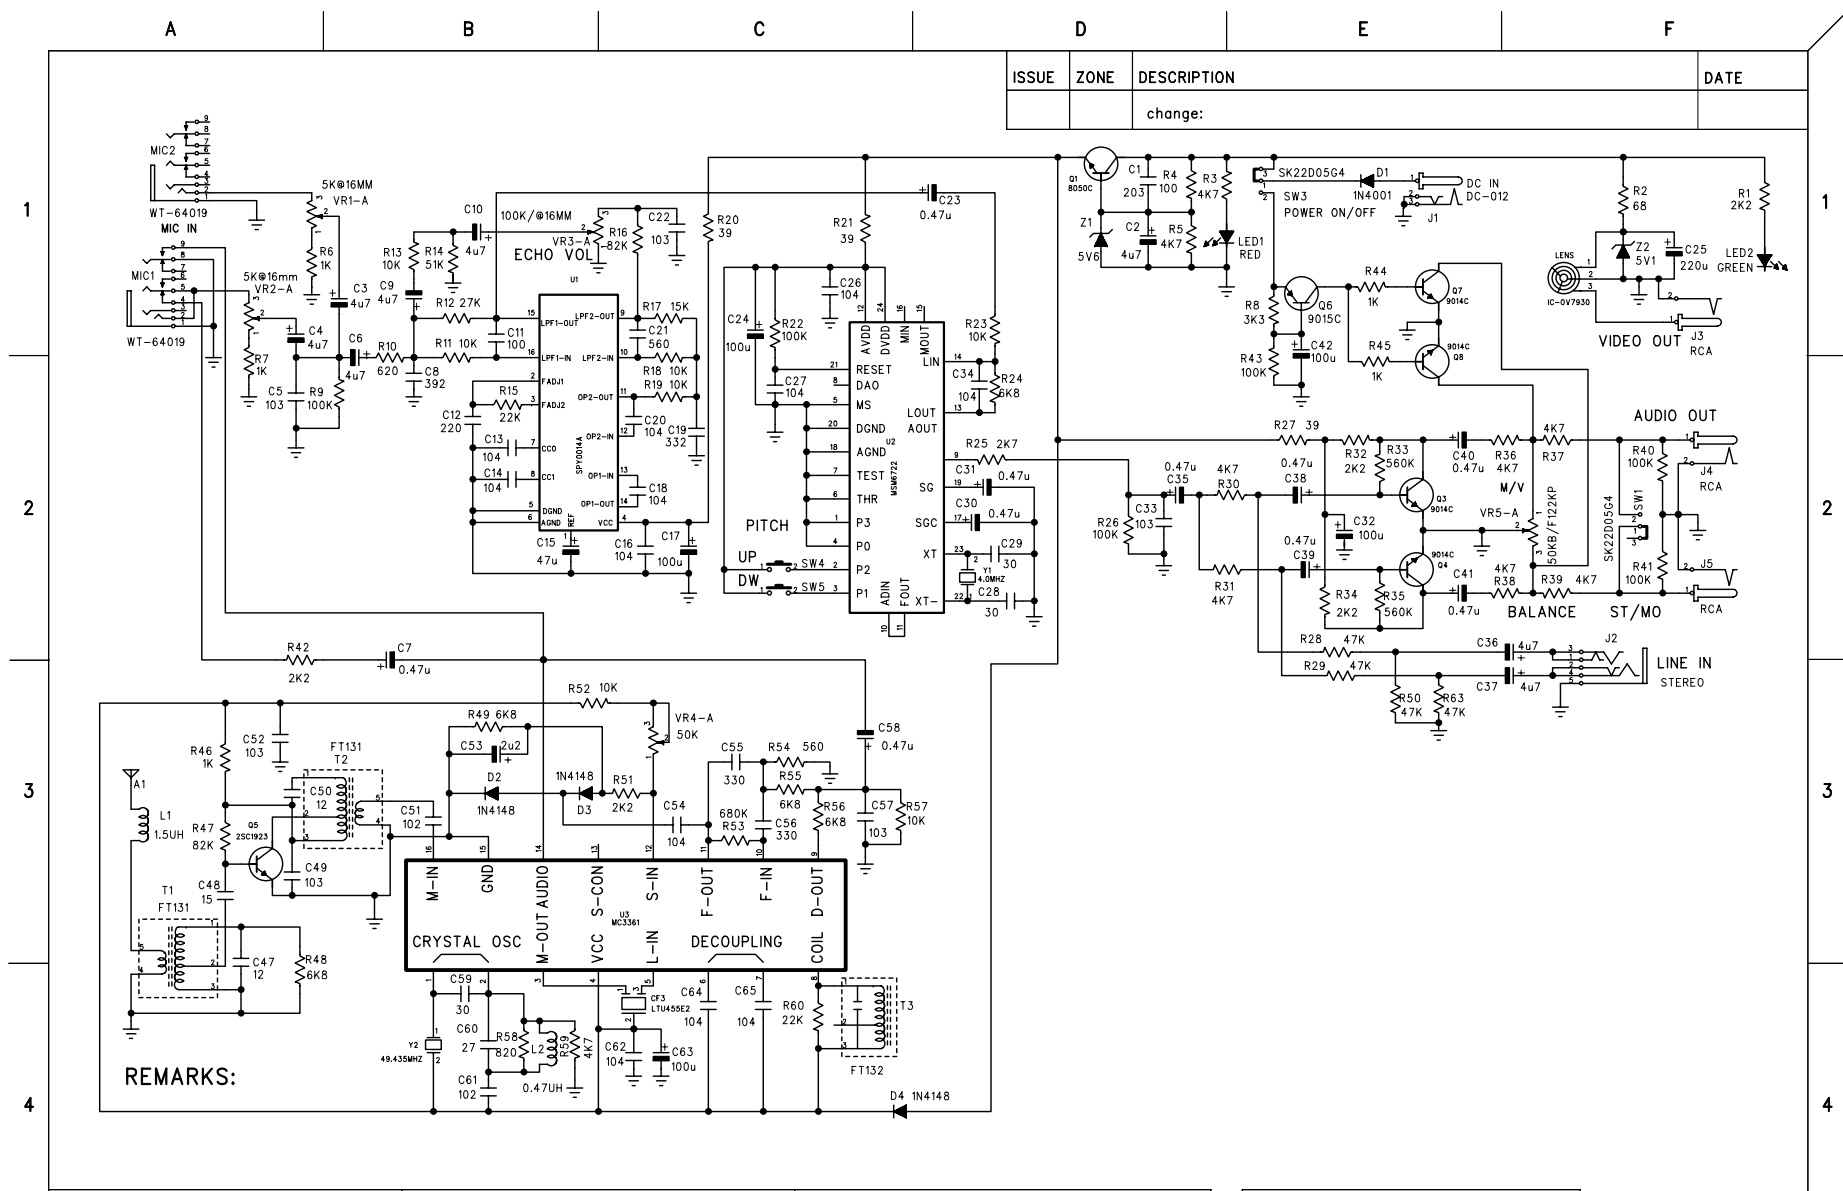 A B C D E F
ISSUE ZONE DESCRIPTION DATE
change:
1
2
3
4
1
2
3
4
MIC2
WT-64019
MIC IN
MIC1
WT-64019
5K@16MM
VR1-A
R6
1K
5K@16mm
VR2-A
R7
1K
C3
4u7
C4
4u7
C5
103
R9
100K
C6
4u7
R10
620
R13
10K
C9
4u7
R14
51K
C10
4u7
100K/@16MM
VR3-A
ECHO VOL
R12 27K
R11 10K
C8
392
C11
100
C12
220
R15
22K
C13
104
C14
104
U1
SPY0014A
LPF1-OUT
LPF1-IN
FADJ1
FADJ2
CC0
CC1
DGND
AGND
REF
LPF2-OUT
LPF2-IN
OP2-OUT
OP2-IN
OP1-IN
OP1-OUT
VCC
R16
82K
C22
103
R17 15K
C21
560
R18 10K
R19 10K
C20
104
C19
332
C18
104
C15
47u
C16
104
C17
100u
R20
39
R21
39
C23
0.47u
C24
100u
R22
100K
C26
104
C27
104
PITCH
UP
DW
SW4
SW5
U2
MSM6722
AVDD
DVDD
MIN
MOUT
RESET
DAO
MS
DGND
AGND
TEST
THR
P3
P0
P2
P1
LIN
LOUT
AOUT
SG
SGC
XT
XT-
ADIN
FOUT
R23
10K
C34
104
R24
6K8
R25 2K7
C31
0.47u
C30
0.47u
C29
30
Y1
4.0MHZ
C28
30
Q1
8050C
Z1
5V6
C1
203
C2
4u7
R4
100
R5
4K7
R3
4K7
LED1
RED
SK22D05G4
SW3
POWER ON/OFF
D1
1N4001
DC IN
DC-012
J1
R8
3K3
Q6
9015C
R43
100K
C42
100u
R44
1K
R45
1K
Q7
9014C
9014C
Q8
LENS
IC-OV7930
R2
68
Z2
5V1
C25
220u
R1
2K2
LED2
GREEN
VIDEO OUT
J3
RCA
R26
100K
C33
103
0.47u
C35
4K7
R30
R31
4K7
0.47u
C38
0.47u
C39
R27 39
R32
2K2
R33
560K
Q3
9014C
9014C
Q4
C32
100u
R34
2K2
R35
560K
C40
0.47u
C41
0.47u
R36
4K7
M/V
4K7
R37
VR5-A
50KB/F122KP
4K7
R38
R39 4K7
BALANCE
ST/MO
SK22D05G4
SW1
R40
100K
R41
100K
AUDIO OUT
J4
RCA
J5
RCA
R28 47K
R29 47K
C36
4u7
C37
4u7
R50
47K
R63
47K
J2
LINE IN
STEREO
R42
2K2
C7
0.47u
R52 10K
VR4-A
50K
R49 6K8
C53 2u2
D2
1N4148
1N4148
D3
R51
2K2
C54
104
C55
330
R54 560
R55
6K8
680K
R53
C56
330
R56
6K8
C57
103
R57
10K
C58
0.47u
A1
L1
1.5UH
R46
1K
C52
103
R47
82K
Q5
2SC1923
FT131
T2
C50
12
C51
102
C49
103
C48
15
T1
FT131
C47
12
R48
6K8
U3
MC3361
M-IN
GND
AUDIO
S-CON
S-IN
F-OUT
F-IN
D-OUT
CRYSTAL OSC
M-OUT
VCC
L-IN
DECOUPLING
COIL
C59
30
Y2
49.435MHZ
C60
27
C61
102
R58
820
L2
0.47UH
R59
4K7
CF3
LTU455E2
C62
104
C63
100u
C64
104
C65
104
R60
22K
T3
FT132
D4 1N4148
REMARKS: